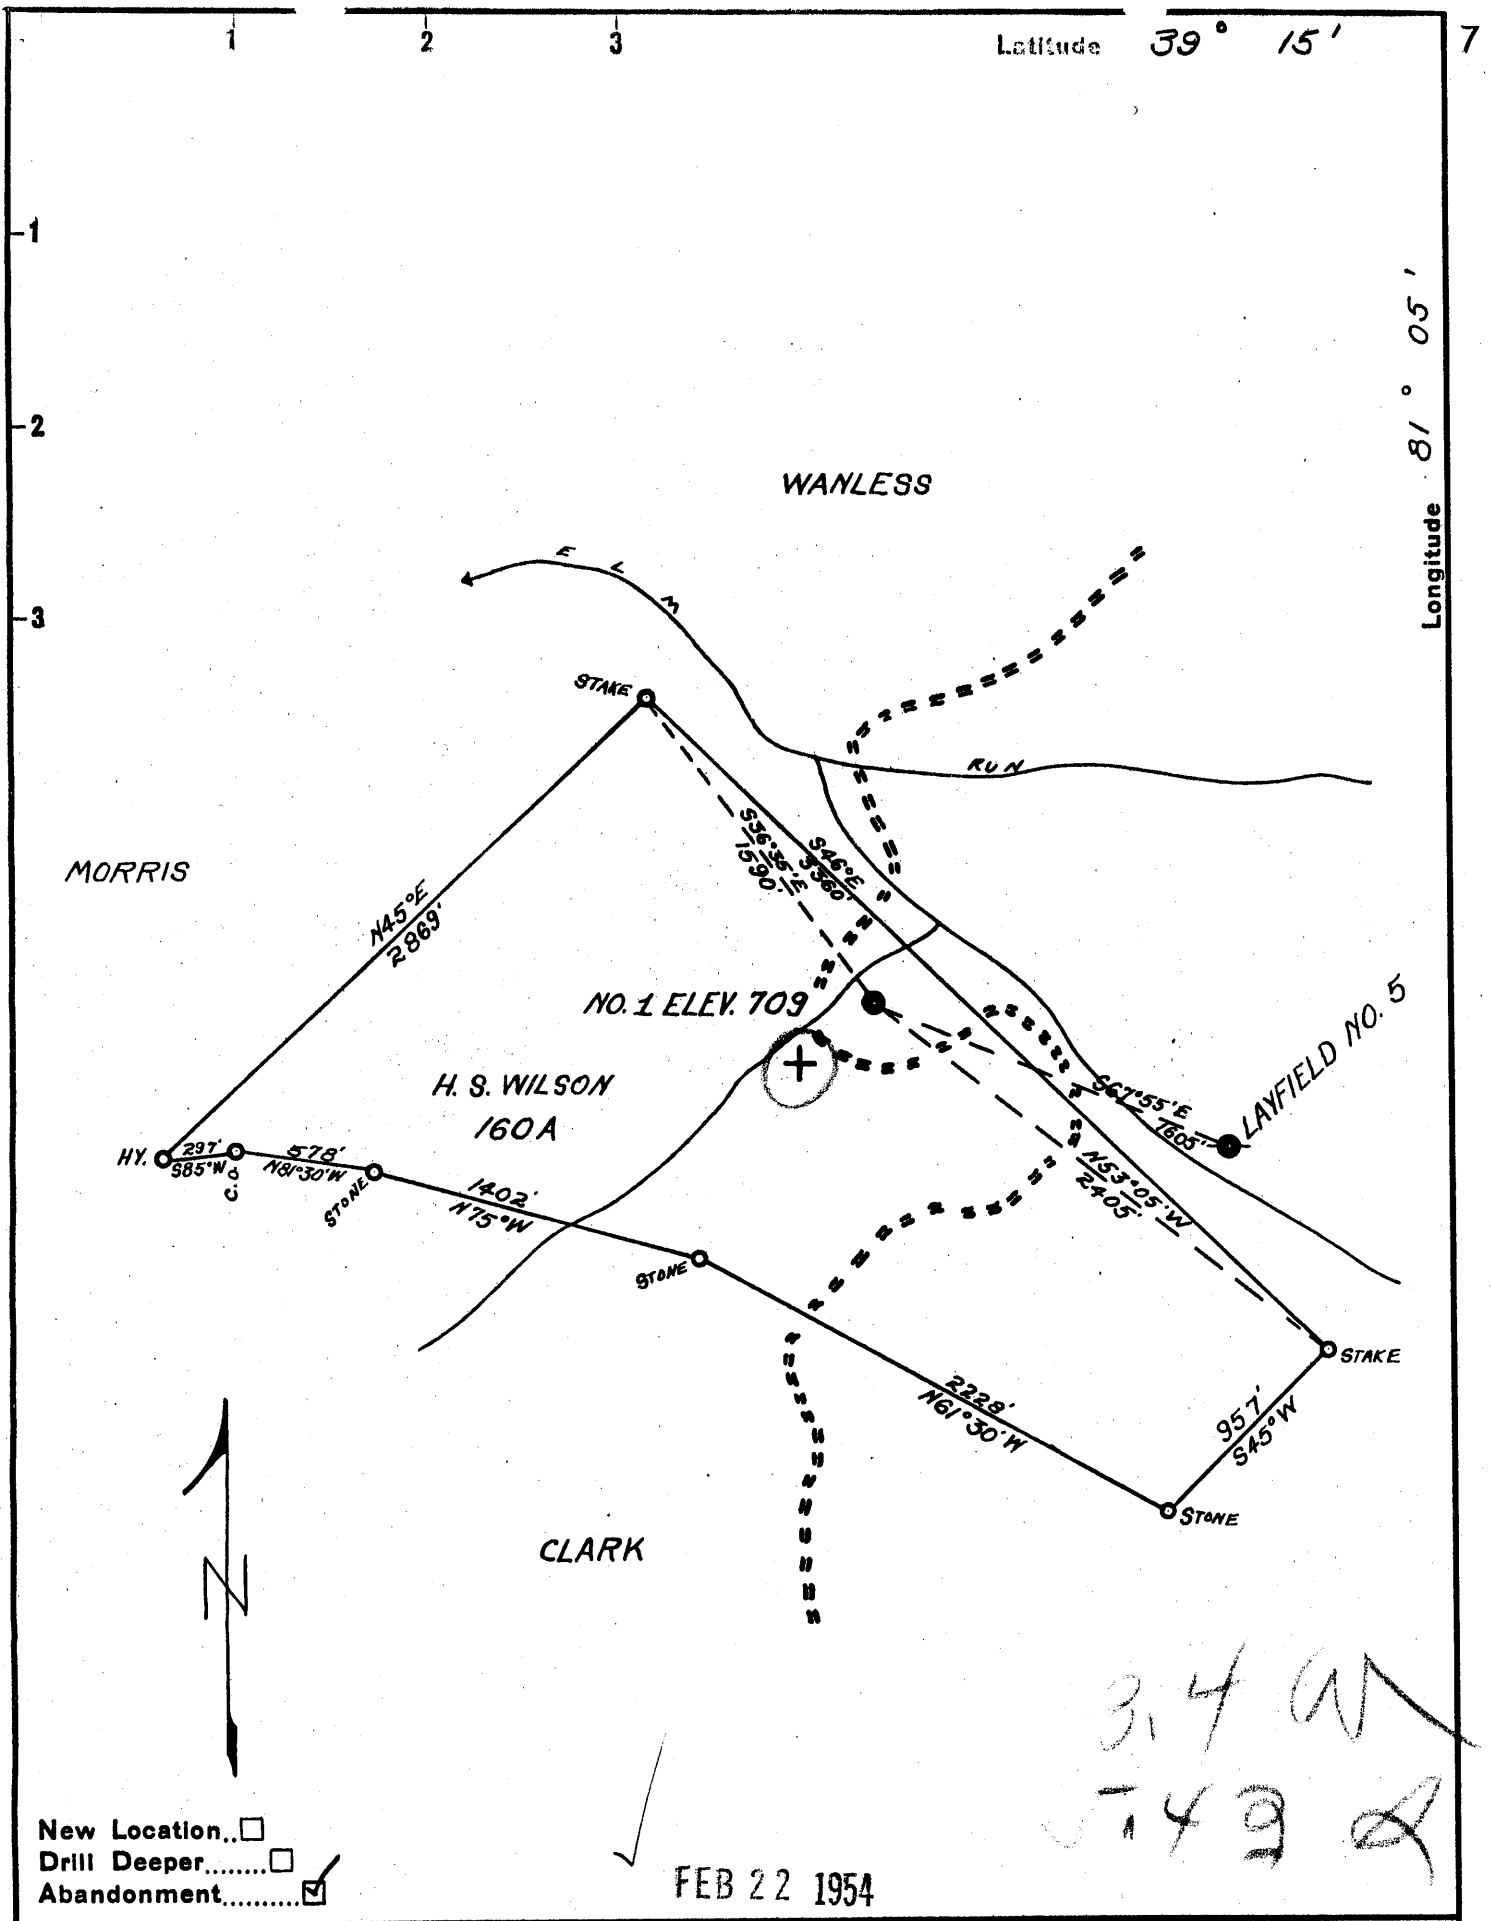 1
2
3
Latitude 39° 15'
7
-1
-2
-3
Longitude 81° 05'
WANLESS
ELM
RUN
STAKE
MORRIS
N45°E
2869'
S36°35'E
1590'
S46°E
3360'
NO. 1 ELEV. 709
H. S. WILSON
160A
LAYFIELD NO. 5
S67°55'E
1605'
HY.
297'
S85°W
C.O.
578'
N81°30'W
STONE
1402'
N75°W
STONE
N53°05'W
2405'
STAKE
2228'
N61°30'W
957'
S45°W
STONE
CLARK
N
3.4
New Location..
Drill Deeper........
Abandonment..........
FEB 22 1954